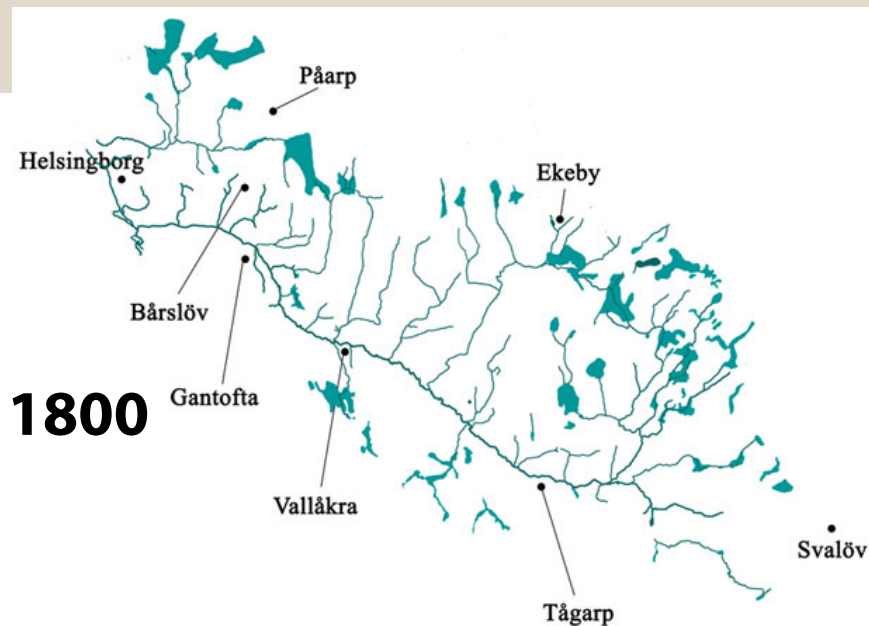 Påarp
Helsingborg
Ekeby
Bårslöv
Gantofta
1800
Vallåkra
Svalöv
Tågarp